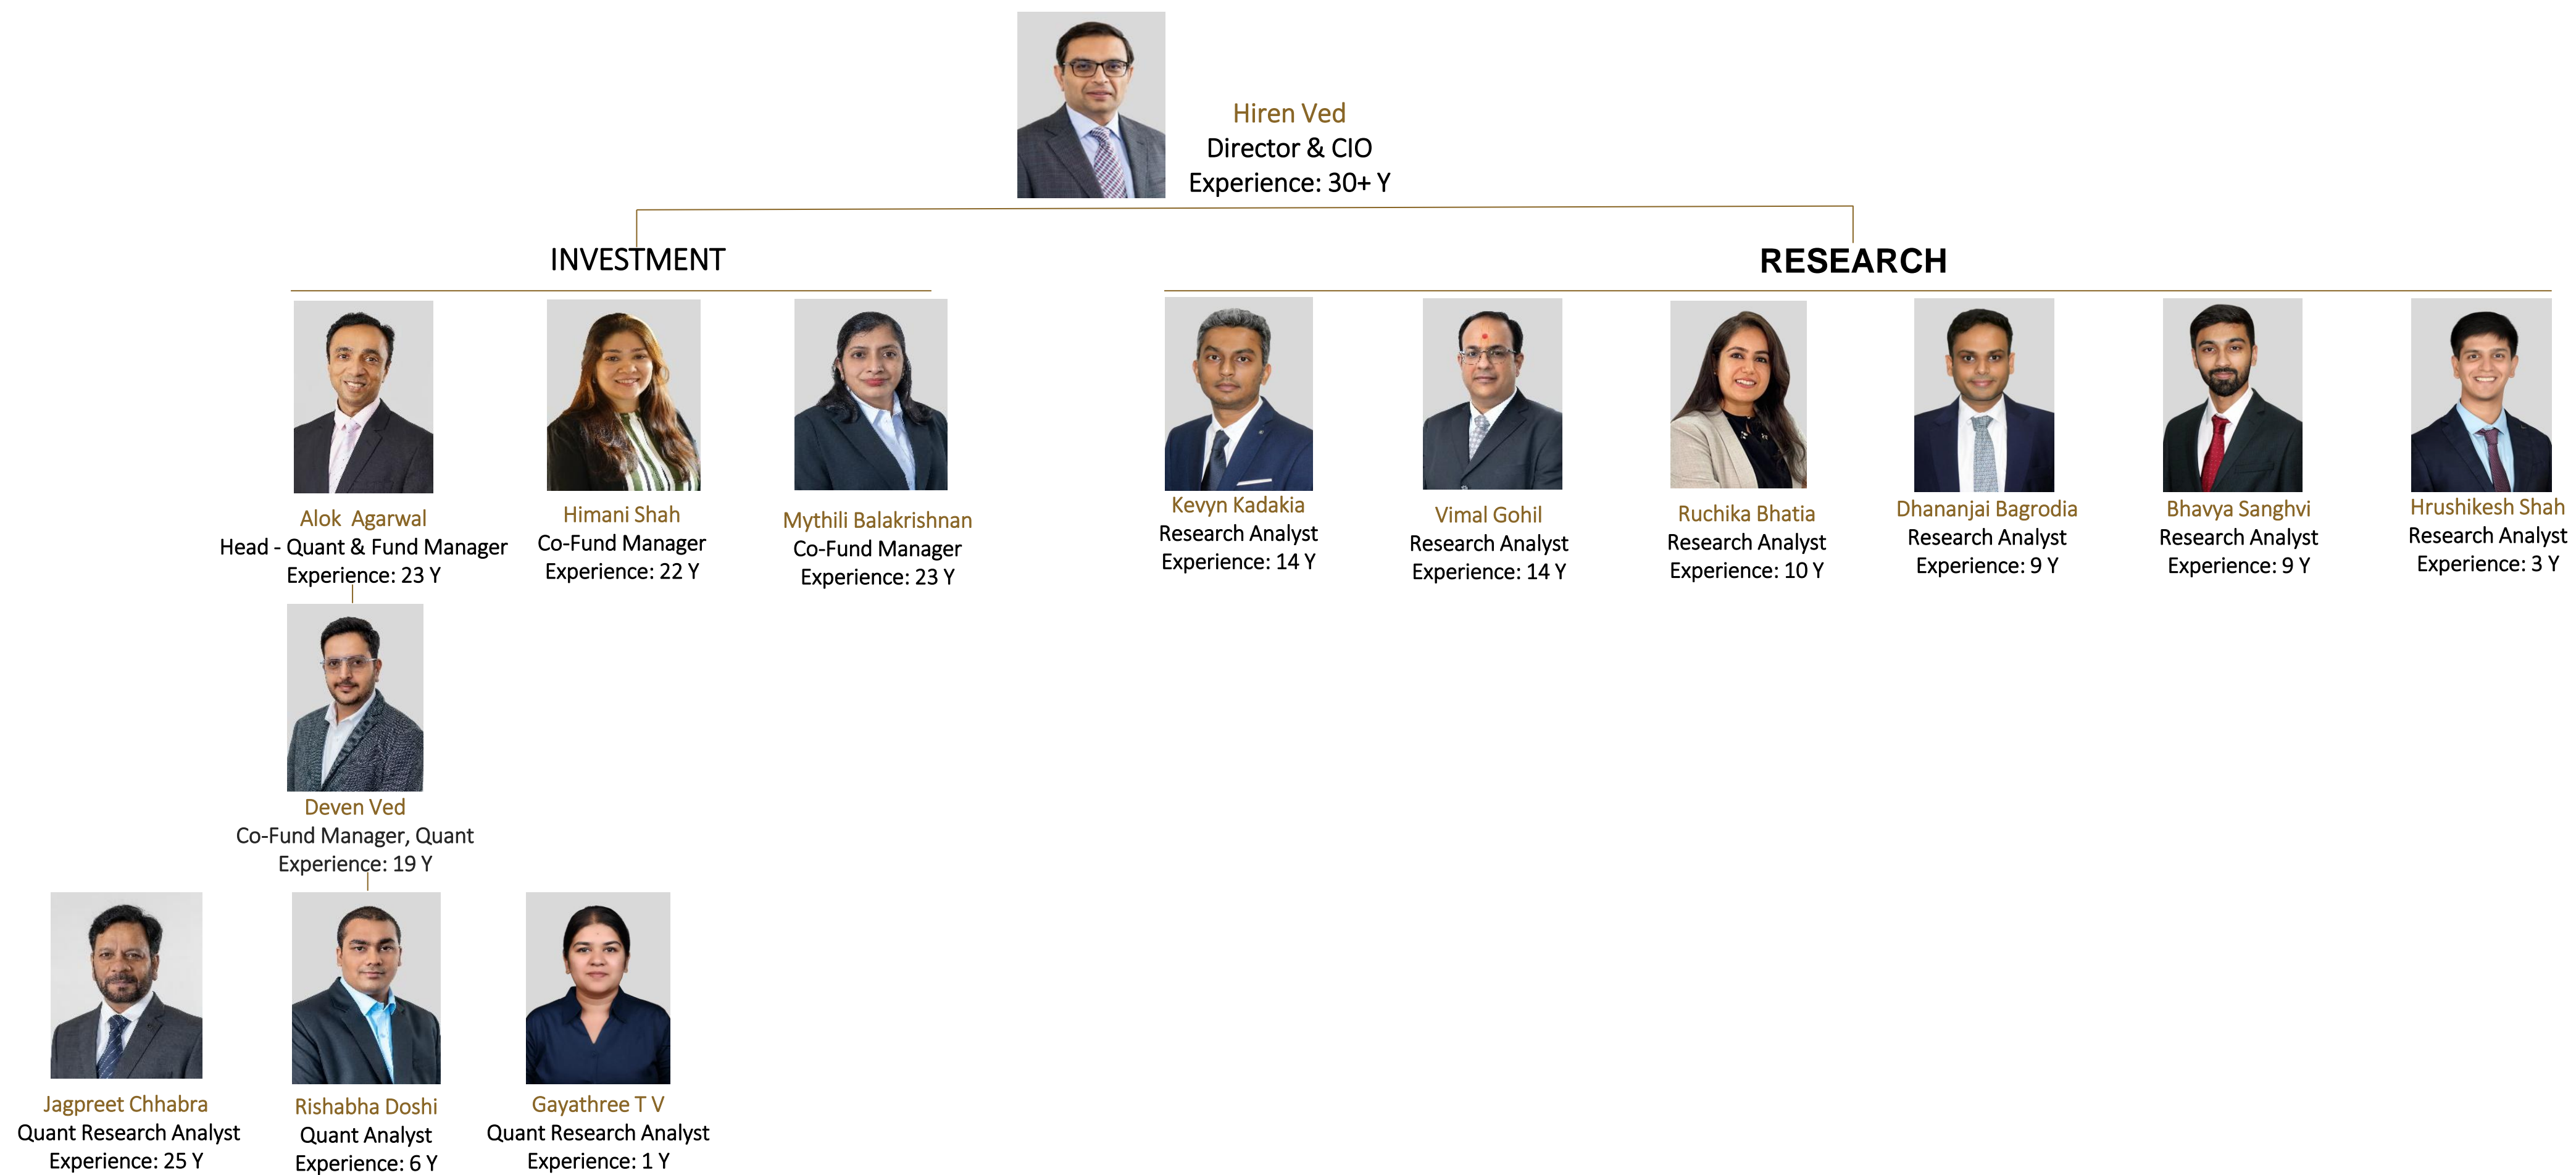 Hiren Ved
Director & CIO
Experience: 30+ Y
INVESTMENT
RESEARCH
Alok  Agarwal
Head - Quant & Fund Manager
Experience: 23 Y
Himani Shah
Co-Fund Manager
Experience: 22 Y
Mythili Balakrishnan
Co-Fund Manager
Experience: 23 Y
Kevyn Kadakia
Research Analyst
Experience: 14 Y
Vimal Gohil
Research Analyst
Experience: 14 Y
Ruchika Bhatia
Research Analyst
Experience: 10 Y
Dhananjai Bagrodia
Research Analyst
Experience: 9 Y
Bhavya Sanghvi
Research Analyst
Experience: 9 Y
Hrushikesh Shah
Research Analyst
Experience: 3 Y
Deven Ved
Co-Fund Manager, Quant
Experience: 19 Y
Jagpreet Chhabra
Quant Research Analyst
Experience: 25 Y
Rishabha Doshi
Quant Analyst
Experience: 6 Y
Gayathree T V
Quant Research Analyst
Experience: 1 Y